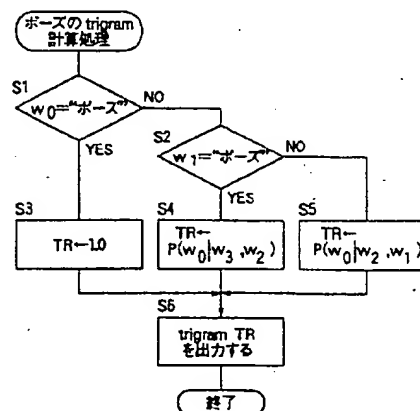 ポーズの trigram
計算処理
S1
w₀="ポーズ"
NO
YES
S2
w₁="ポーズ"
NO
YES
S3
TR←1.0
S4
TR←
P(w₀|w₃,w₂)
S5
TR←
P(w₀|w₂,w₁)
S6
trigram TR
を出力する
終了